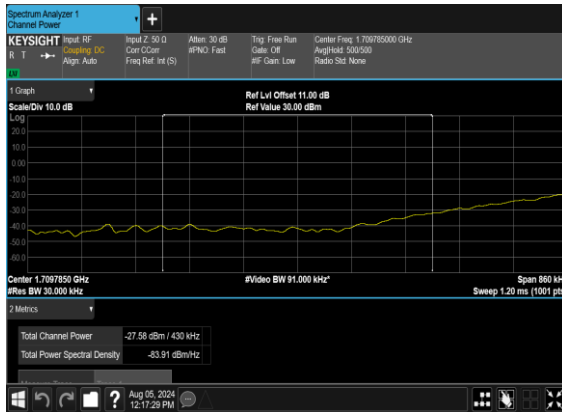 Spectrum Analyzer 1
Channel Power
KEYSIGHT
R T
LXI
Input: RF
Coupling: DC
Align: Auto
Input Z: 50 Ω
Corr CCorr
Freq Ref: Int (S)
Atten: 30 dB
#PNO: Fast
Trig: Free Run
Gate: Off
#IF Gain: Low
Center Freq: 1.709785000 GHz
Avg|Hold: 500/500
Radio Std: None
1 Graph
Scale/Div 10.0 dB
Ref Lvl Offset 11.00 dB
Ref Value 30.00 dBm
Log
20.0
10.0
0.00
-10.0
-20.0
-30.0
-40.0
-50.0
-60.0
Center 1.7097850 GHz
#Video BW 91.000 kHz*
Span 860 kH
#Res BW 30.000 kHz
Sweep 1.20 ms (1001 pts
2 Metrics
Total Channel Power -27.58 dBm / 430 kHz
Total Power Spectral Density -83.91 dBm/Hz
Aug 05, 2024
12:17:29 PM